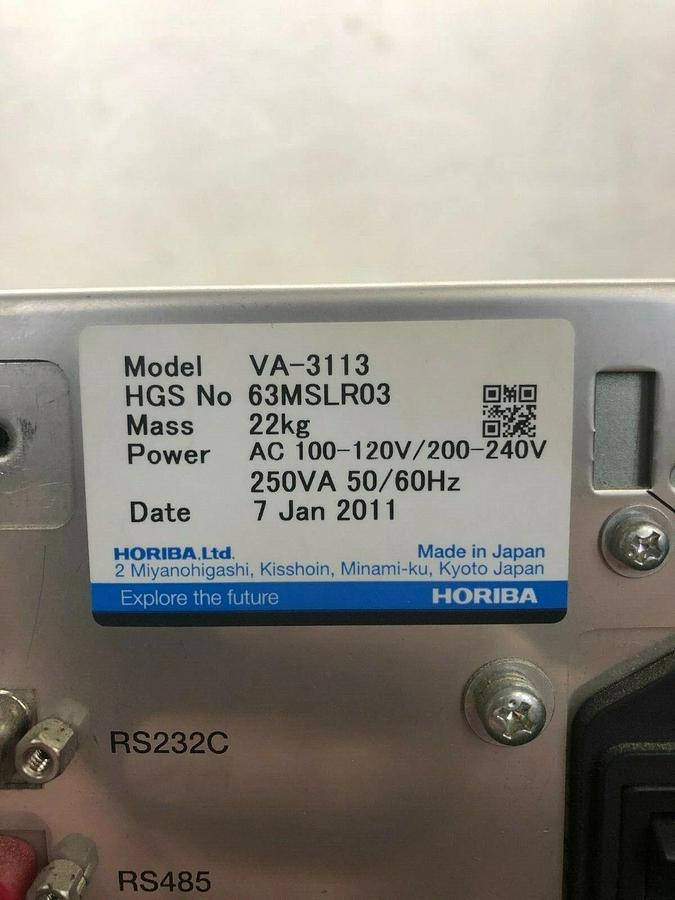 Model VA-3113
HGS No 63MSLR03
Mass 22kg
Power AC 100-120V/200-240V
250VA 50/60Hz
Date 7 Jan 2011
HORIBA,Ltd. Made in Japan
2 Miyanohigashi, Kisshoin, Minami-ku, Kyoto Japan
Explore the future HORIBA
RS232C
RS485